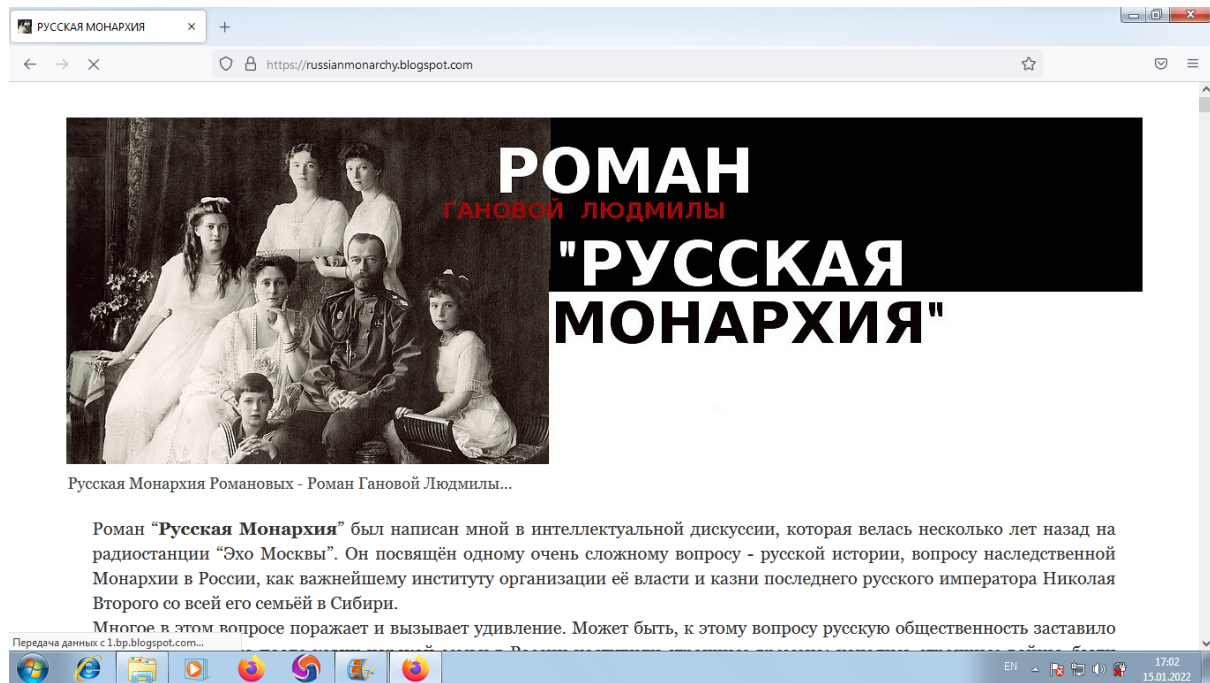 РУССКАЯ МОНАРХИЯ
https://russianmonarchy.blogspot.com
РОМАН
ГАНОВОЙ ЛЮДМИЛЫ
"РУССКАЯ
МОНАРХИЯ"
Русская Монархия Романовых - Роман Гановой Людмилы...
Роман “Русская Монархия” был написан мной в интеллектуальной дискуссии, которая велась несколько лет назад на
радиостанции “Эхо Москвы”. Он посвящён одному очень сложному вопросу - русской истории, вопросу наследственной
Монархии в России, как важнейшему институту организации её власти и казни последнего русского императора Николая
Второго со всей его семьёй в Сибири.
Многое в этом вопросе поражает и вызывает удивление. Может быть, к этому вопросу русскую общественность заставило
Передача данных с 1.bp.blogspot.com...
EN
17:02
15.01.2022